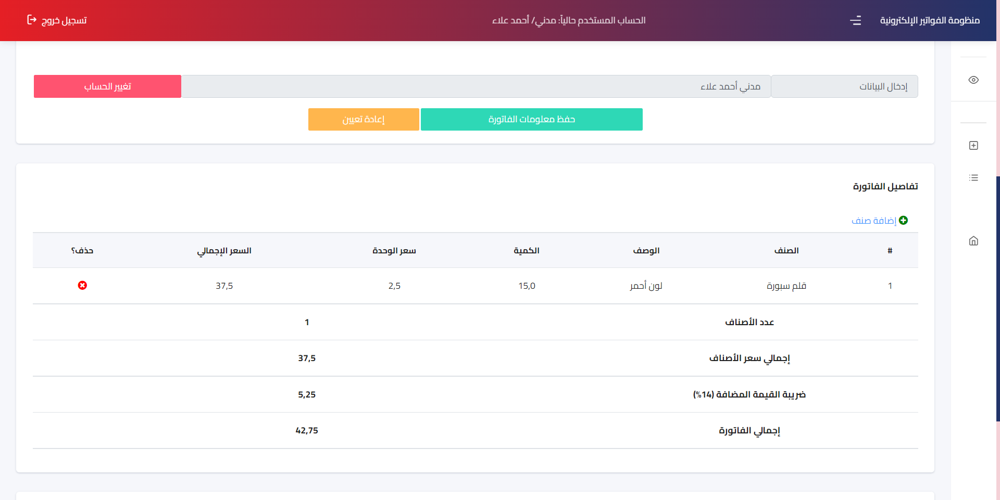 منظومة الفواتير الإلكترونية
الحساب المستخدم حالياً: مدني/ أحمد علاء
تسجيل خروج
إدخال البيانات
مدني أحمد علاء
تغيير الحساب
حفظ معلومات الفاتورة
إعادة تعيين
تفاصيل الفاتورة
إضافة صنف
# الصنف الوصف الكمية سعر الوحدة السعر الإجمالي حذف؟
1 قلم سبورة لون أحمر 15,0 2,5 37,5
عدد الأصناف 1
إجمالي سعر الأصناف 37,5
ضريبة القيمة المضافة (14%) 5,25
إجمالي الفاتورة 42,75